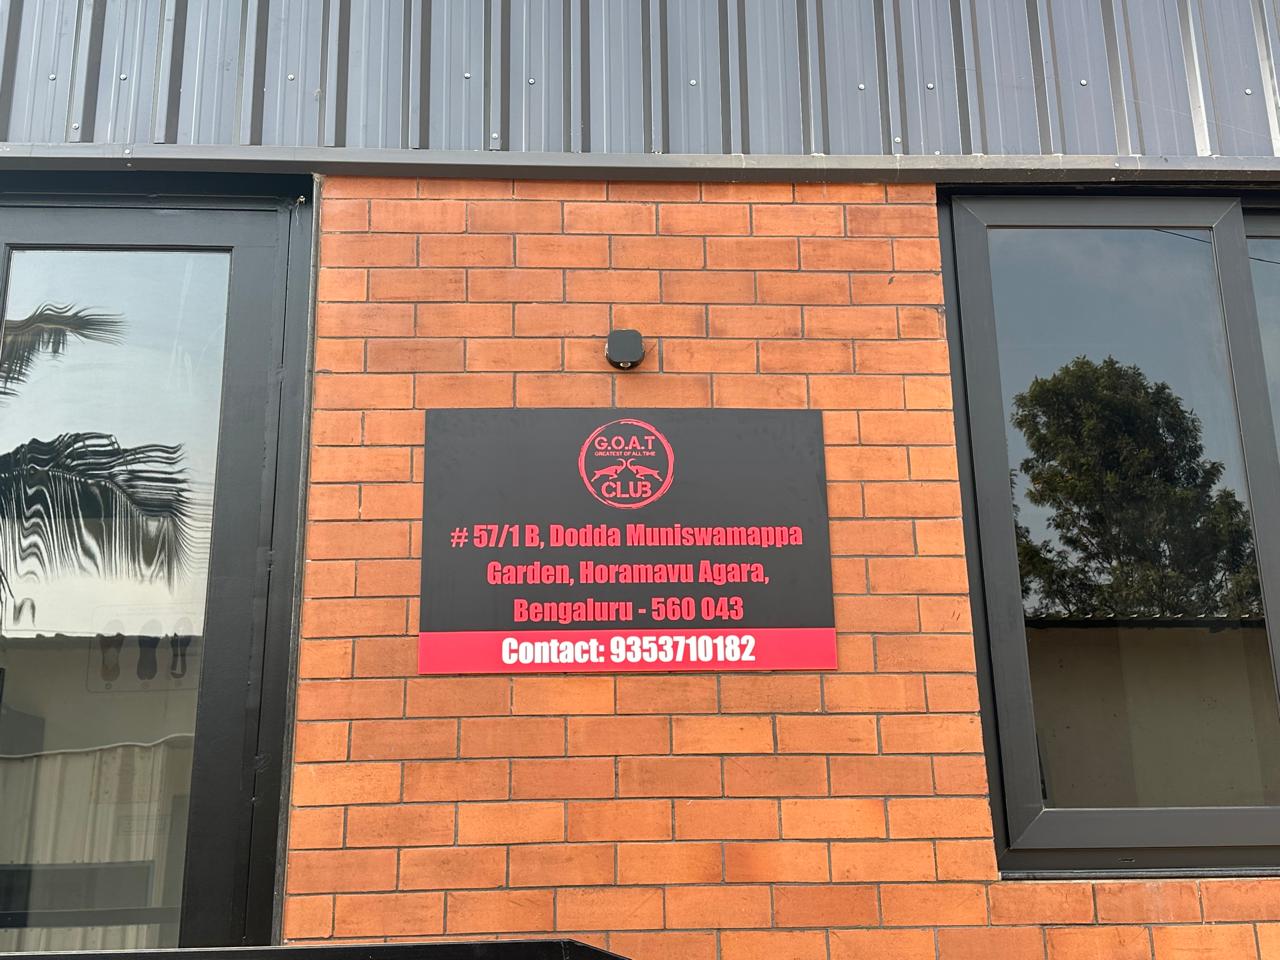 G.O.A.T
GREATEST OF ALL TIME
CLUB
# 57/1 B, Dodda Muniswamappa
Garden, Horamavu Agara,
Bengaluru - 560 043
Contact: 9353710182